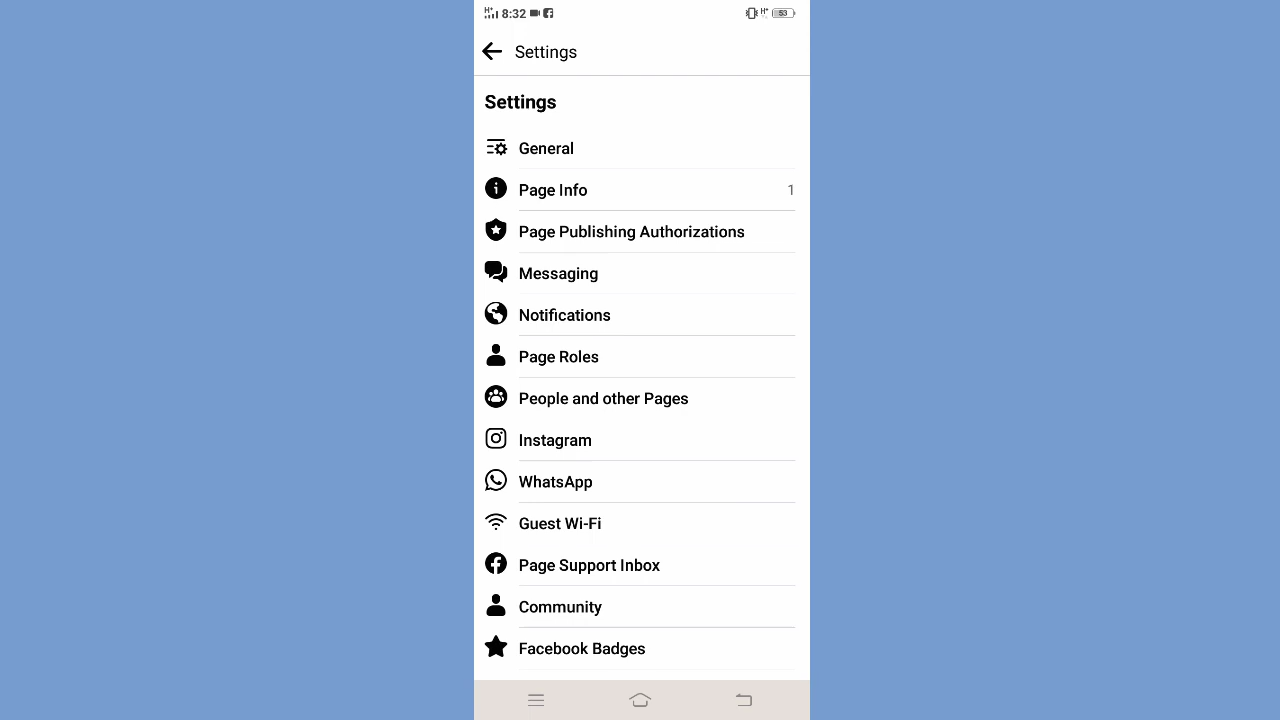 H+ 8:32 H+ 53
Settings
Settings
General
Page Info 1
Page Publishing Authorizations
Messaging
Notifications
Page Roles
People and other Pages
Instagram
WhatsApp
Guest Wi-Fi
Page Support Inbox
Community
Facebook Badges